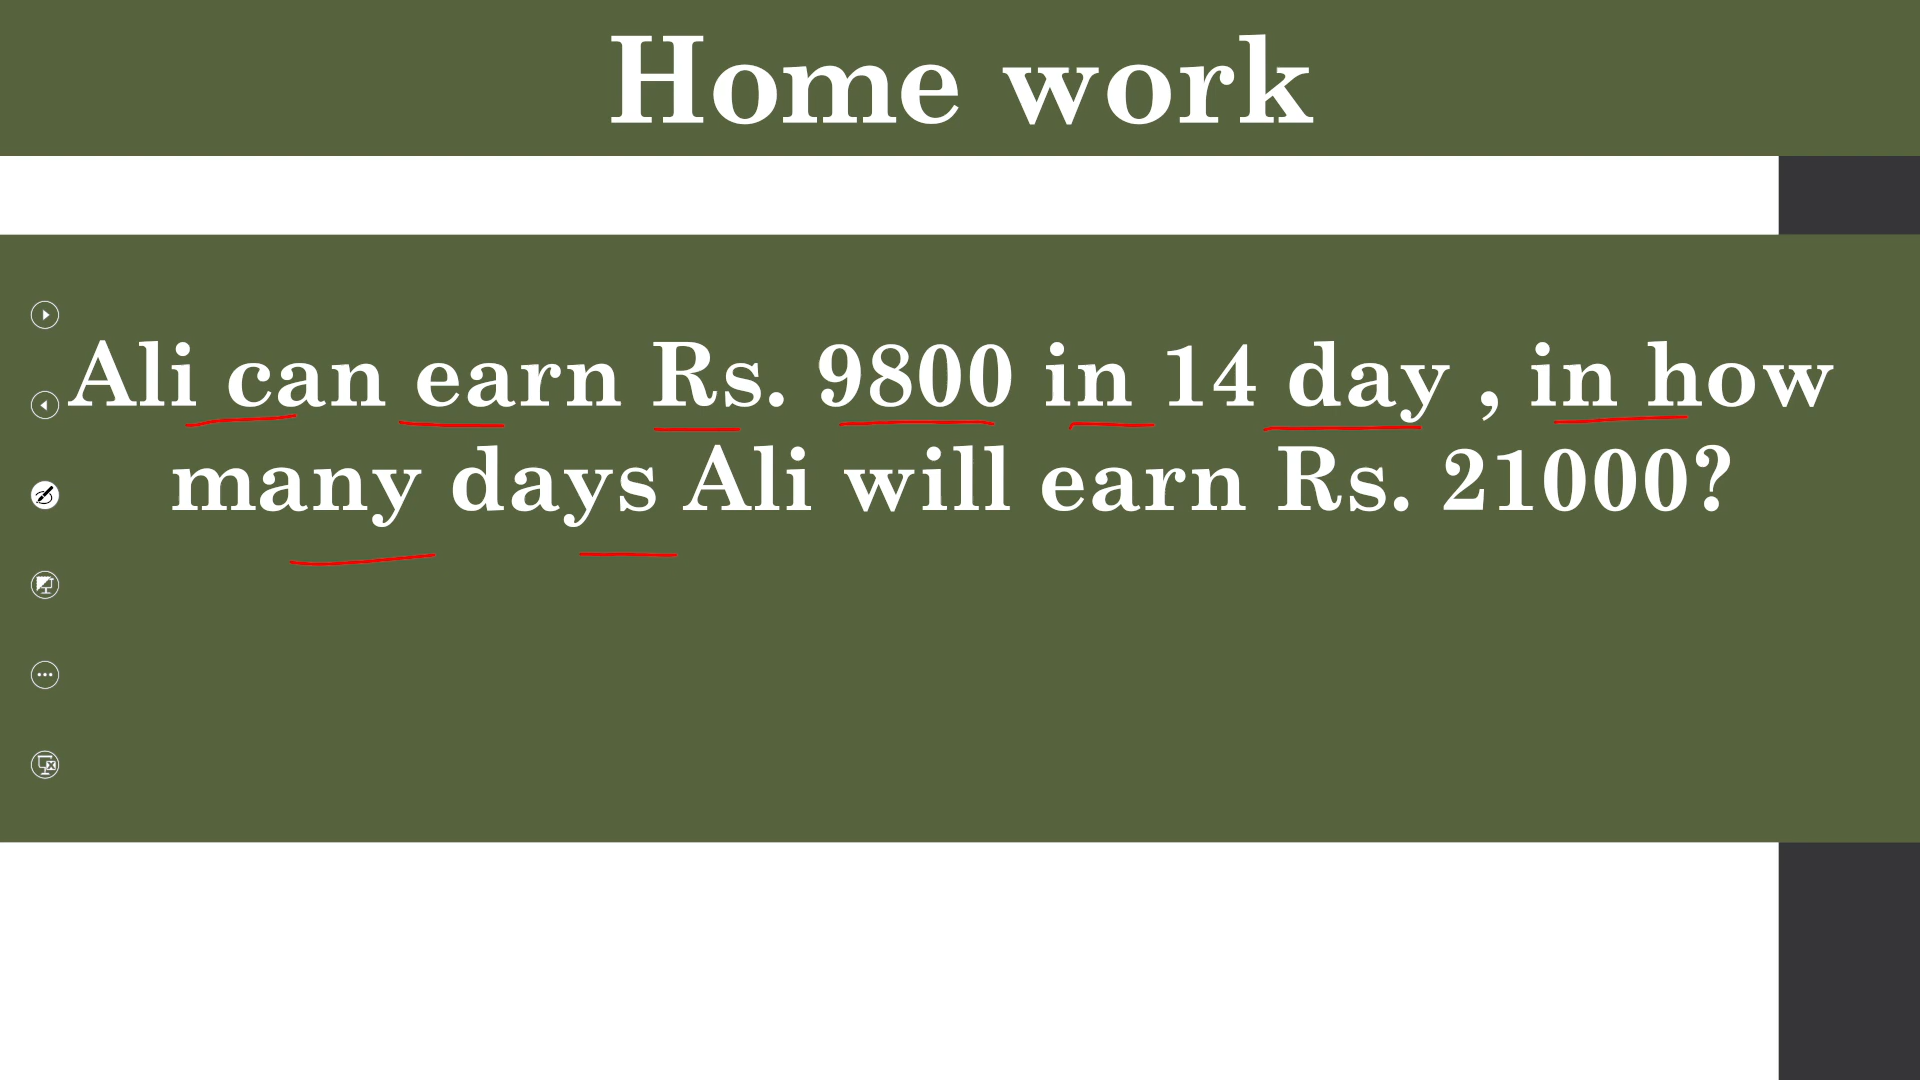 Home work
Ali can earn Rs. 9800 in 14 day , in how
many days Ali will earn Rs. 21000?